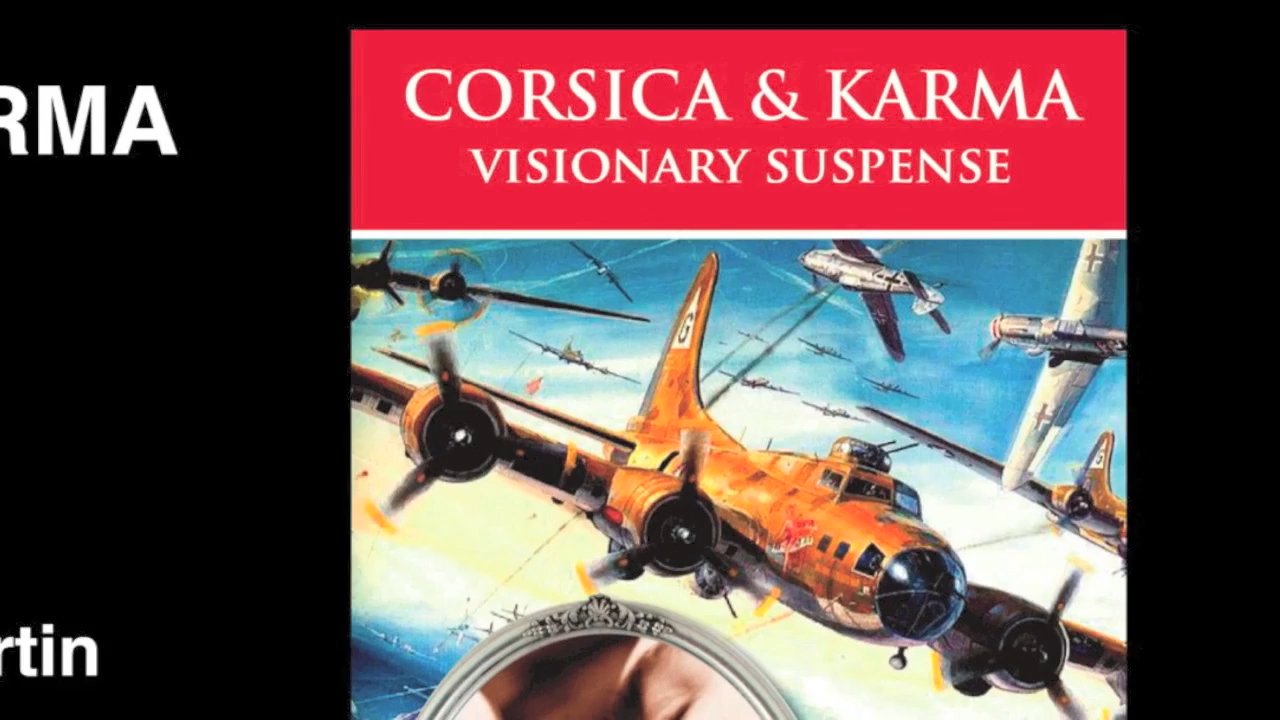 RMA
CORSICA & KARMA
VISIONARY SUSPENSE
G
G
rtin